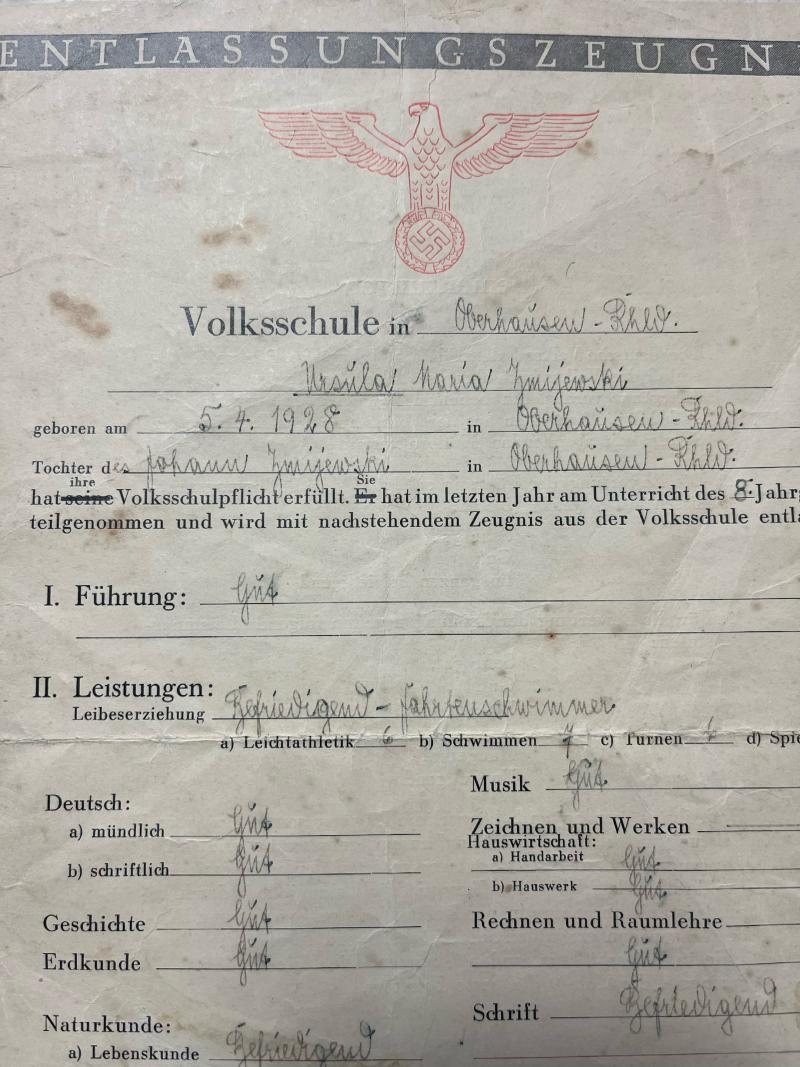 ENTLASSUNGSZEUGN
Volksschule in Oberhausen-Rhld.
Ursula Maria Zmijewski
geboren am 5. 4. 1928 in Oberhausen-Rhld.
Tochter des Johann Zmijewski in Oberhausen-Rhld.
ihre Sie
hat seine Volksschulpflicht erfüllt. Er hat im letzten Jahr am Unterricht des 8. Jahrg
teilgenommen und wird mit nachstehendem Zeugnis aus der Volksschule entla
I. Führung: Gut
II. Leistungen:
Leibeserziehung Befriedigend - Fahrtenschwimmer
a) Leichtathletik 6 b) Schwimmen 7 c) Turnen 6 d) Spie
Musik Gut
Deutsch:
a) mündlich Gut
Zeichnen und Werken
Hauswirtschaft:
a) Handarbeit Gut
b) schriftlich Gut
b) Hauswerk Gut
Geschichte Gut
Rechnen und Raumlehre
Erdkunde Gut
Gut
Schrift Befriedigend
Naturkunde:
a) Lebenskunde Befriedigend